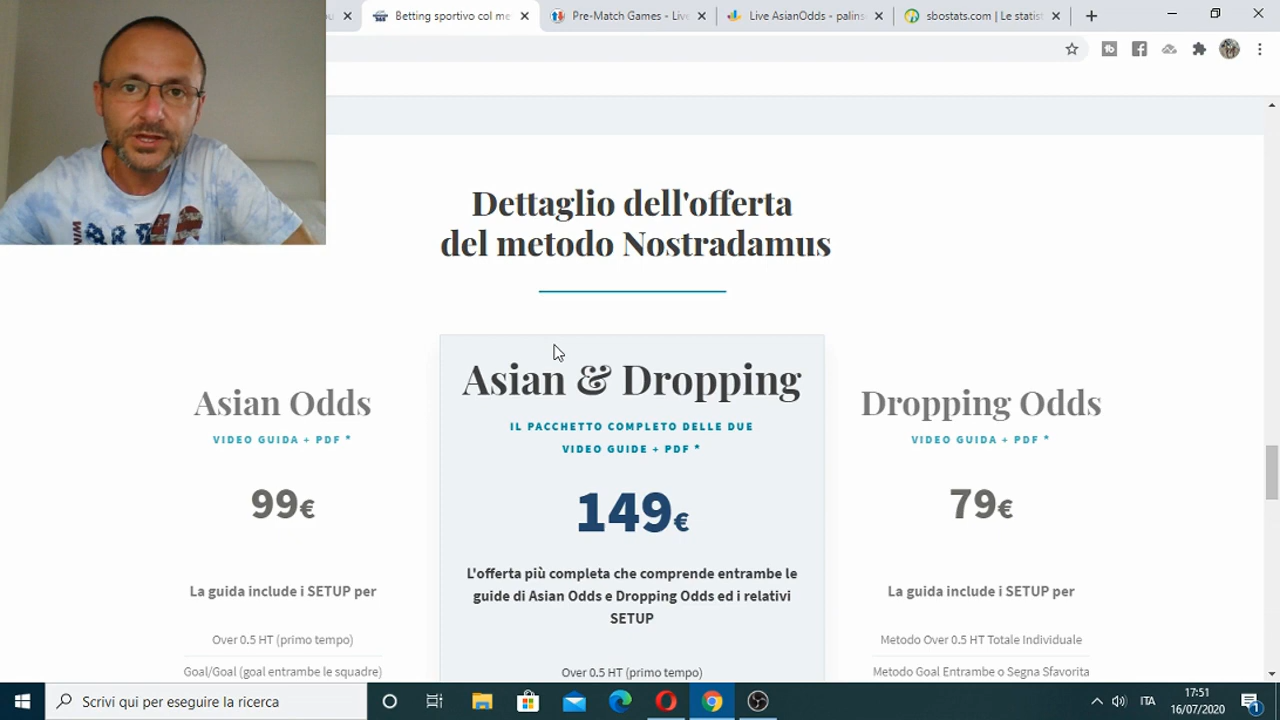 Betting sportivo col me
Pre-Match Games - Live
Live AsianOdds - palins
sbostats.com | Le statist
Dettaglio dell'offerta
del metodo Nostradamus
Asian Odds
VIDEO GUIDA + PDF *
99€
La guida include i SETUP per
Over 0.5 HT (primo tempo)
Goal/Goal (goal entrambe le squadre)
Asian & Dropping
IL PACCHETTO COMPLETO DELLE DUE
VIDEO GUIDE + PDF *
149€
L'offerta più completa che comprende entrambe le
guide di Asian Odds e Dropping Odds ed i relativi
SETUP
Over 0.5 HT (primo tempo)
Dropping Odds
VIDEO GUIDA + PDF *
79€
La guida include i SETUP per
Metodo Over 0.5 HT Totale Individuale
Metodo Goal Entrambe o Segna Sfavorita
Scrivi qui per eseguire la ricerca
ITA
17:51
16/07/2020
1